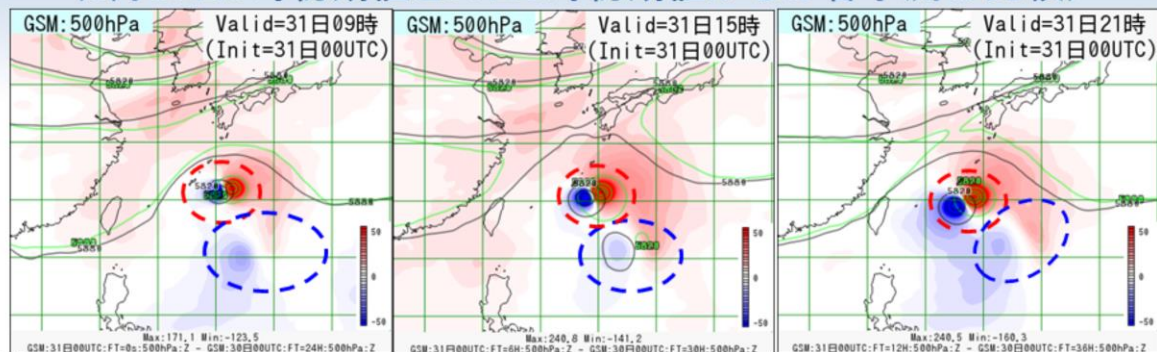 GSM:500hPa
Valid=31日09時
(Init=31日00UTC)
5820
5880
5880
5820
50
0
-50
Max:171.1 Min:-123.5
GSM:31日00UTC:FT=0s:500hPa:Z - GSM:30日00UTC:FT=24H:500hPa:Z
GSM:500hPa
Valid=31日15時
(Init=31日00UTC)
5820
5880
5820
50
0
-50
Max:240.8 Min:-141.2
GSM:31日00UTC:FT=6H:500hPa:Z - GSM:30日00UTC:FT=30H:500hPa:Z
GSM:500hPa
Valid=31日21時
(Init=31日00UTC)
5820
5880
5880
5820
5820
50
0
-50
Max:240.5 Min:-160.3
GSM:31日00UTC:FT=12H:500hPa:Z - GSM:30日00UTC:FT=36H:500hPa:Z